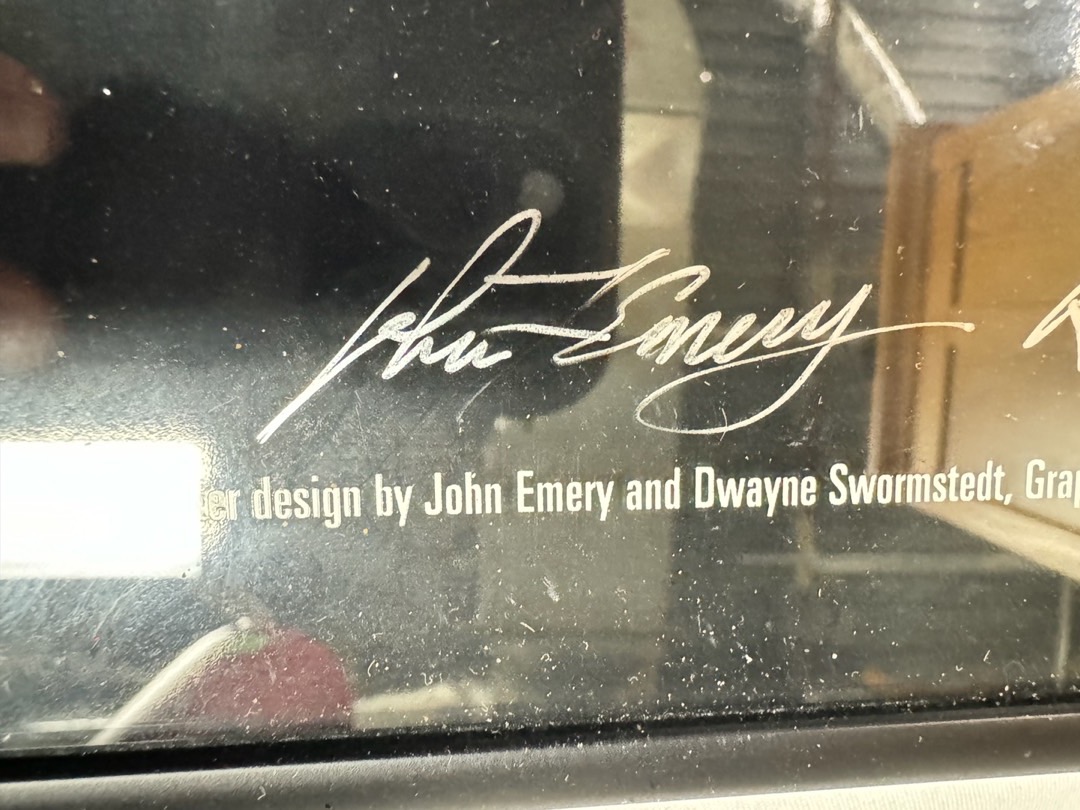 John Emery
design by John Emery and Dwayne Swormstedt,